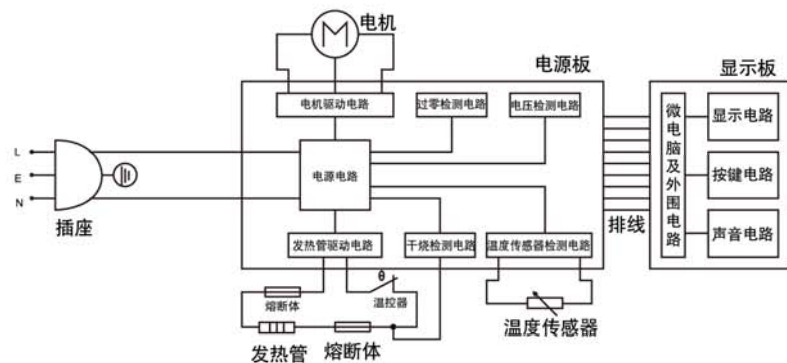 电机
电源板
显示板
电机驱动电路
过零检测电路
电压检测电路
微电脑及外围电路
显示电路
L
E
N
插座
电源电路
按键电路
排线
声音电路
发热管驱动电路
干烧检测电路
温度传感器检测电路
θ
温控器
熔断体
发热管
熔断体
温度传感器
M